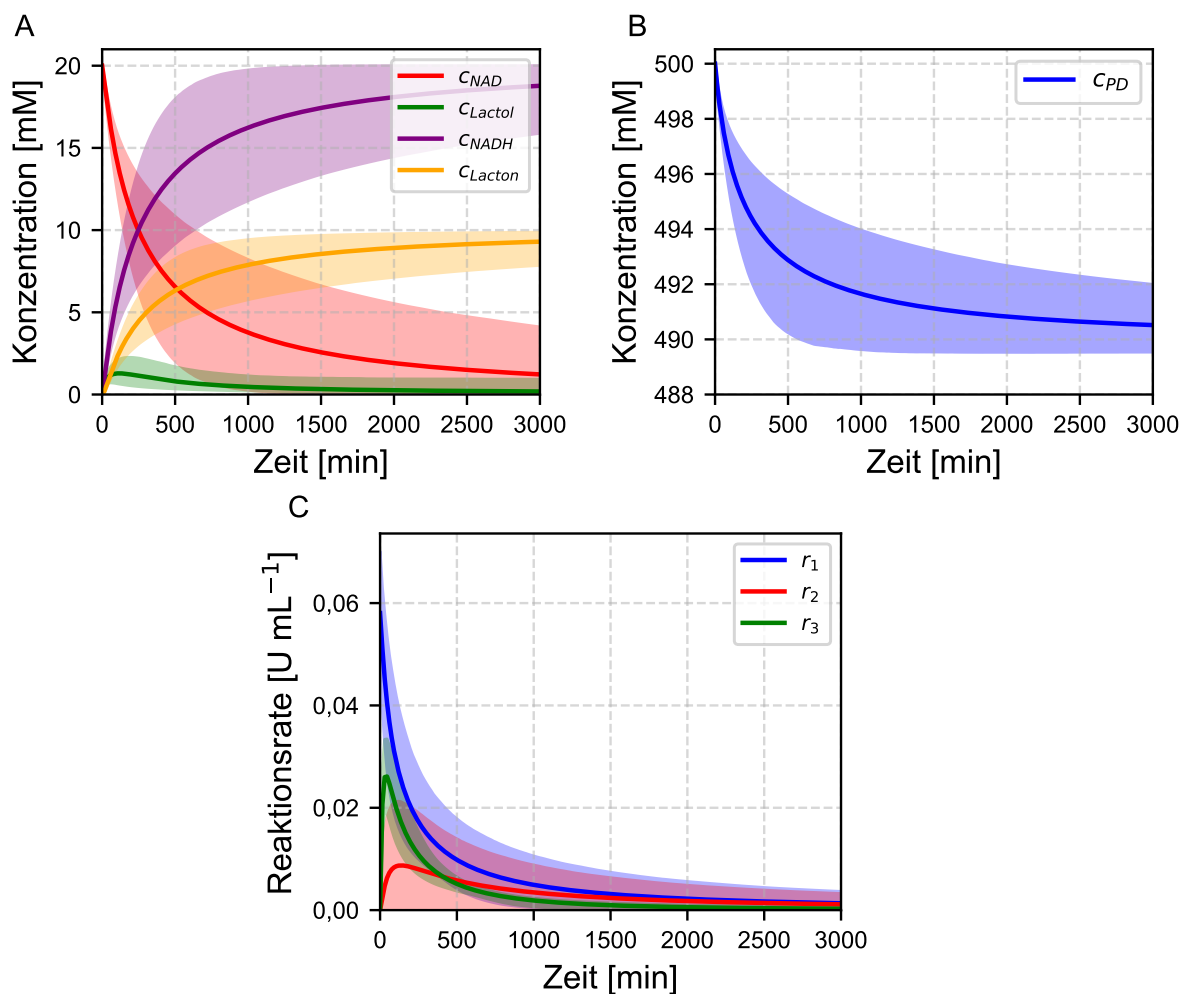 A
B
Konzentration [mM]
20
15
10
5
0
0 500 1000 1500 2000 2500 3000
Zeit [min]
c_NAD
c_Lactol
c_NADH
c_Lacton
Konzentration [mM]
500
498
496
494
492
490
488
0 500 1000 1500 2000 2500 3000
Zeit [min]
c_PD
C
Reaktionsrate [U mL⁻¹]
0,06
0,04
0,02
0,00
0 500 1000 1500 2000 2500 3000
Zeit [min]
r₁
r₂
r₃